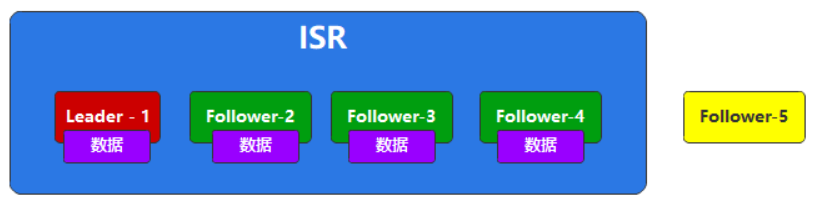 ISR
Leader - 1
Follower-2
Follower-3
Follower-4
Follower-5
数据
数据
数据
数据